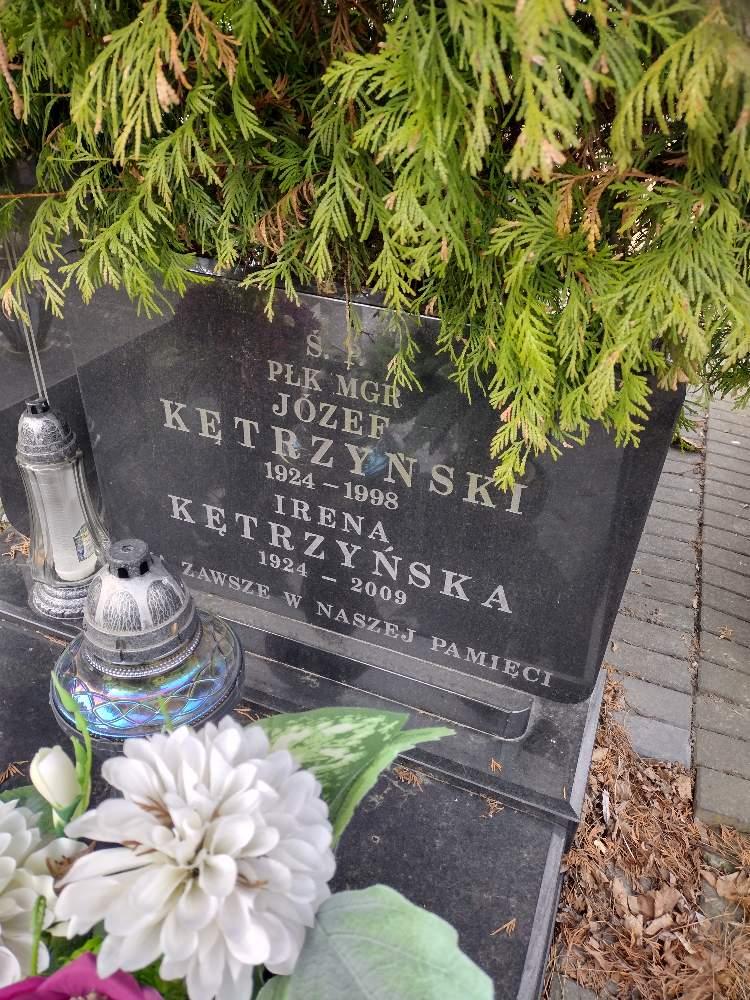 Ś. P.
PŁK MGR
JÓZEF
KĘTRZYŃSKI
1924 – 1998
IRENA
KĘTRZYŃSKA
1924 – 2009
ZAWSZE W NASZEJ PAMIĘCI